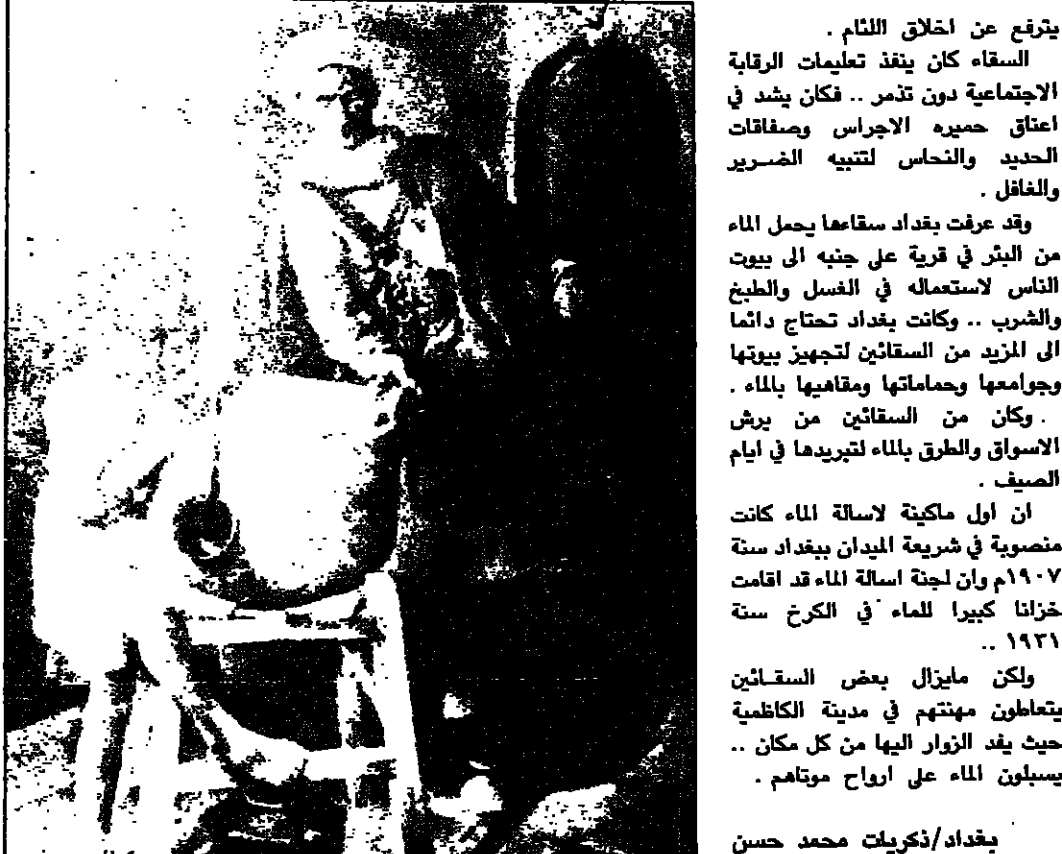 يترفع عن اخلاق اللئام .
السقاء كان ينفذ تعليمات الرقابة
الاجتماعية دون تذمر .. فكان يشد في
اعناق حميره الاجراس وصفاقات
الحديد والنحاس لتنبيه الضرير
والغافل .
وقد عرفت بغداد سقاءها يحمل الماء
من البئر في قربة على جنبه الى بيوت
الناس لاستعماله في الغسل والطبخ
والشرب .. وكانت بغداد تحتاج دائما
الى المزيد من السقائين لتجهيز بيوتها
وجوامعها وحماماتها ومقاهيها بالماء .
. وكان من السقائين من يرش
الاسواق والطرق بالماء لتبريدها في ايام
الصيف .
ان اول ماكينة لاسالة الماء كانت
منصوبة في شريعة الميدان ببغداد سنة
١٩٠٧م وان لجنة اسالة الماء قد اقامت
خزانا كبيرا للماء في الكرخ سنة
١٩٣١ ..
ولكن مايزال بعض السقائين
يتعاطون مهنتهم في مدينة الكاظمية
حيث يفد الزوار اليها من كل مكان ..
يسبلون الماء على ارواح موتاهم .
بغداد/ذكريات محمد حسن